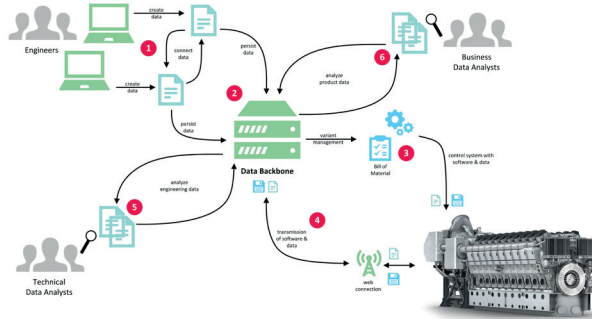 Engineers
create
data
1
connect
data
create
data
persist
data
persist
data
2
Data Backbone
analyze
product data
6
Business
Data Analysts
variant
management
Bill of
Material
3
control system with
software & data
analyze
engineering data
5
Technical
Data Analysts
4
transmission
of software &
data
web
connection